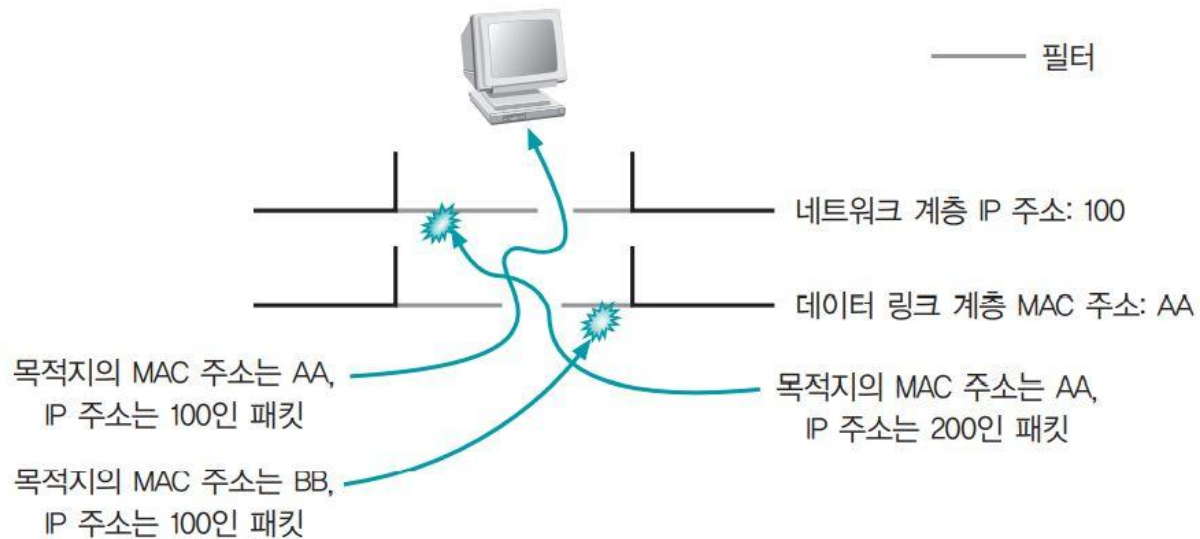 필터
네트워크 계층 IP 주소: 100
데이터 링크 계층 MAC 주소: AA
목적지의 MAC 주소는 AA,
IP 주소는 100인 패킷
목적지의 MAC 주소는 AA,
IP 주소는 200인 패킷
목적지의 MAC 주소는 BB,
IP 주소는 100인 패킷